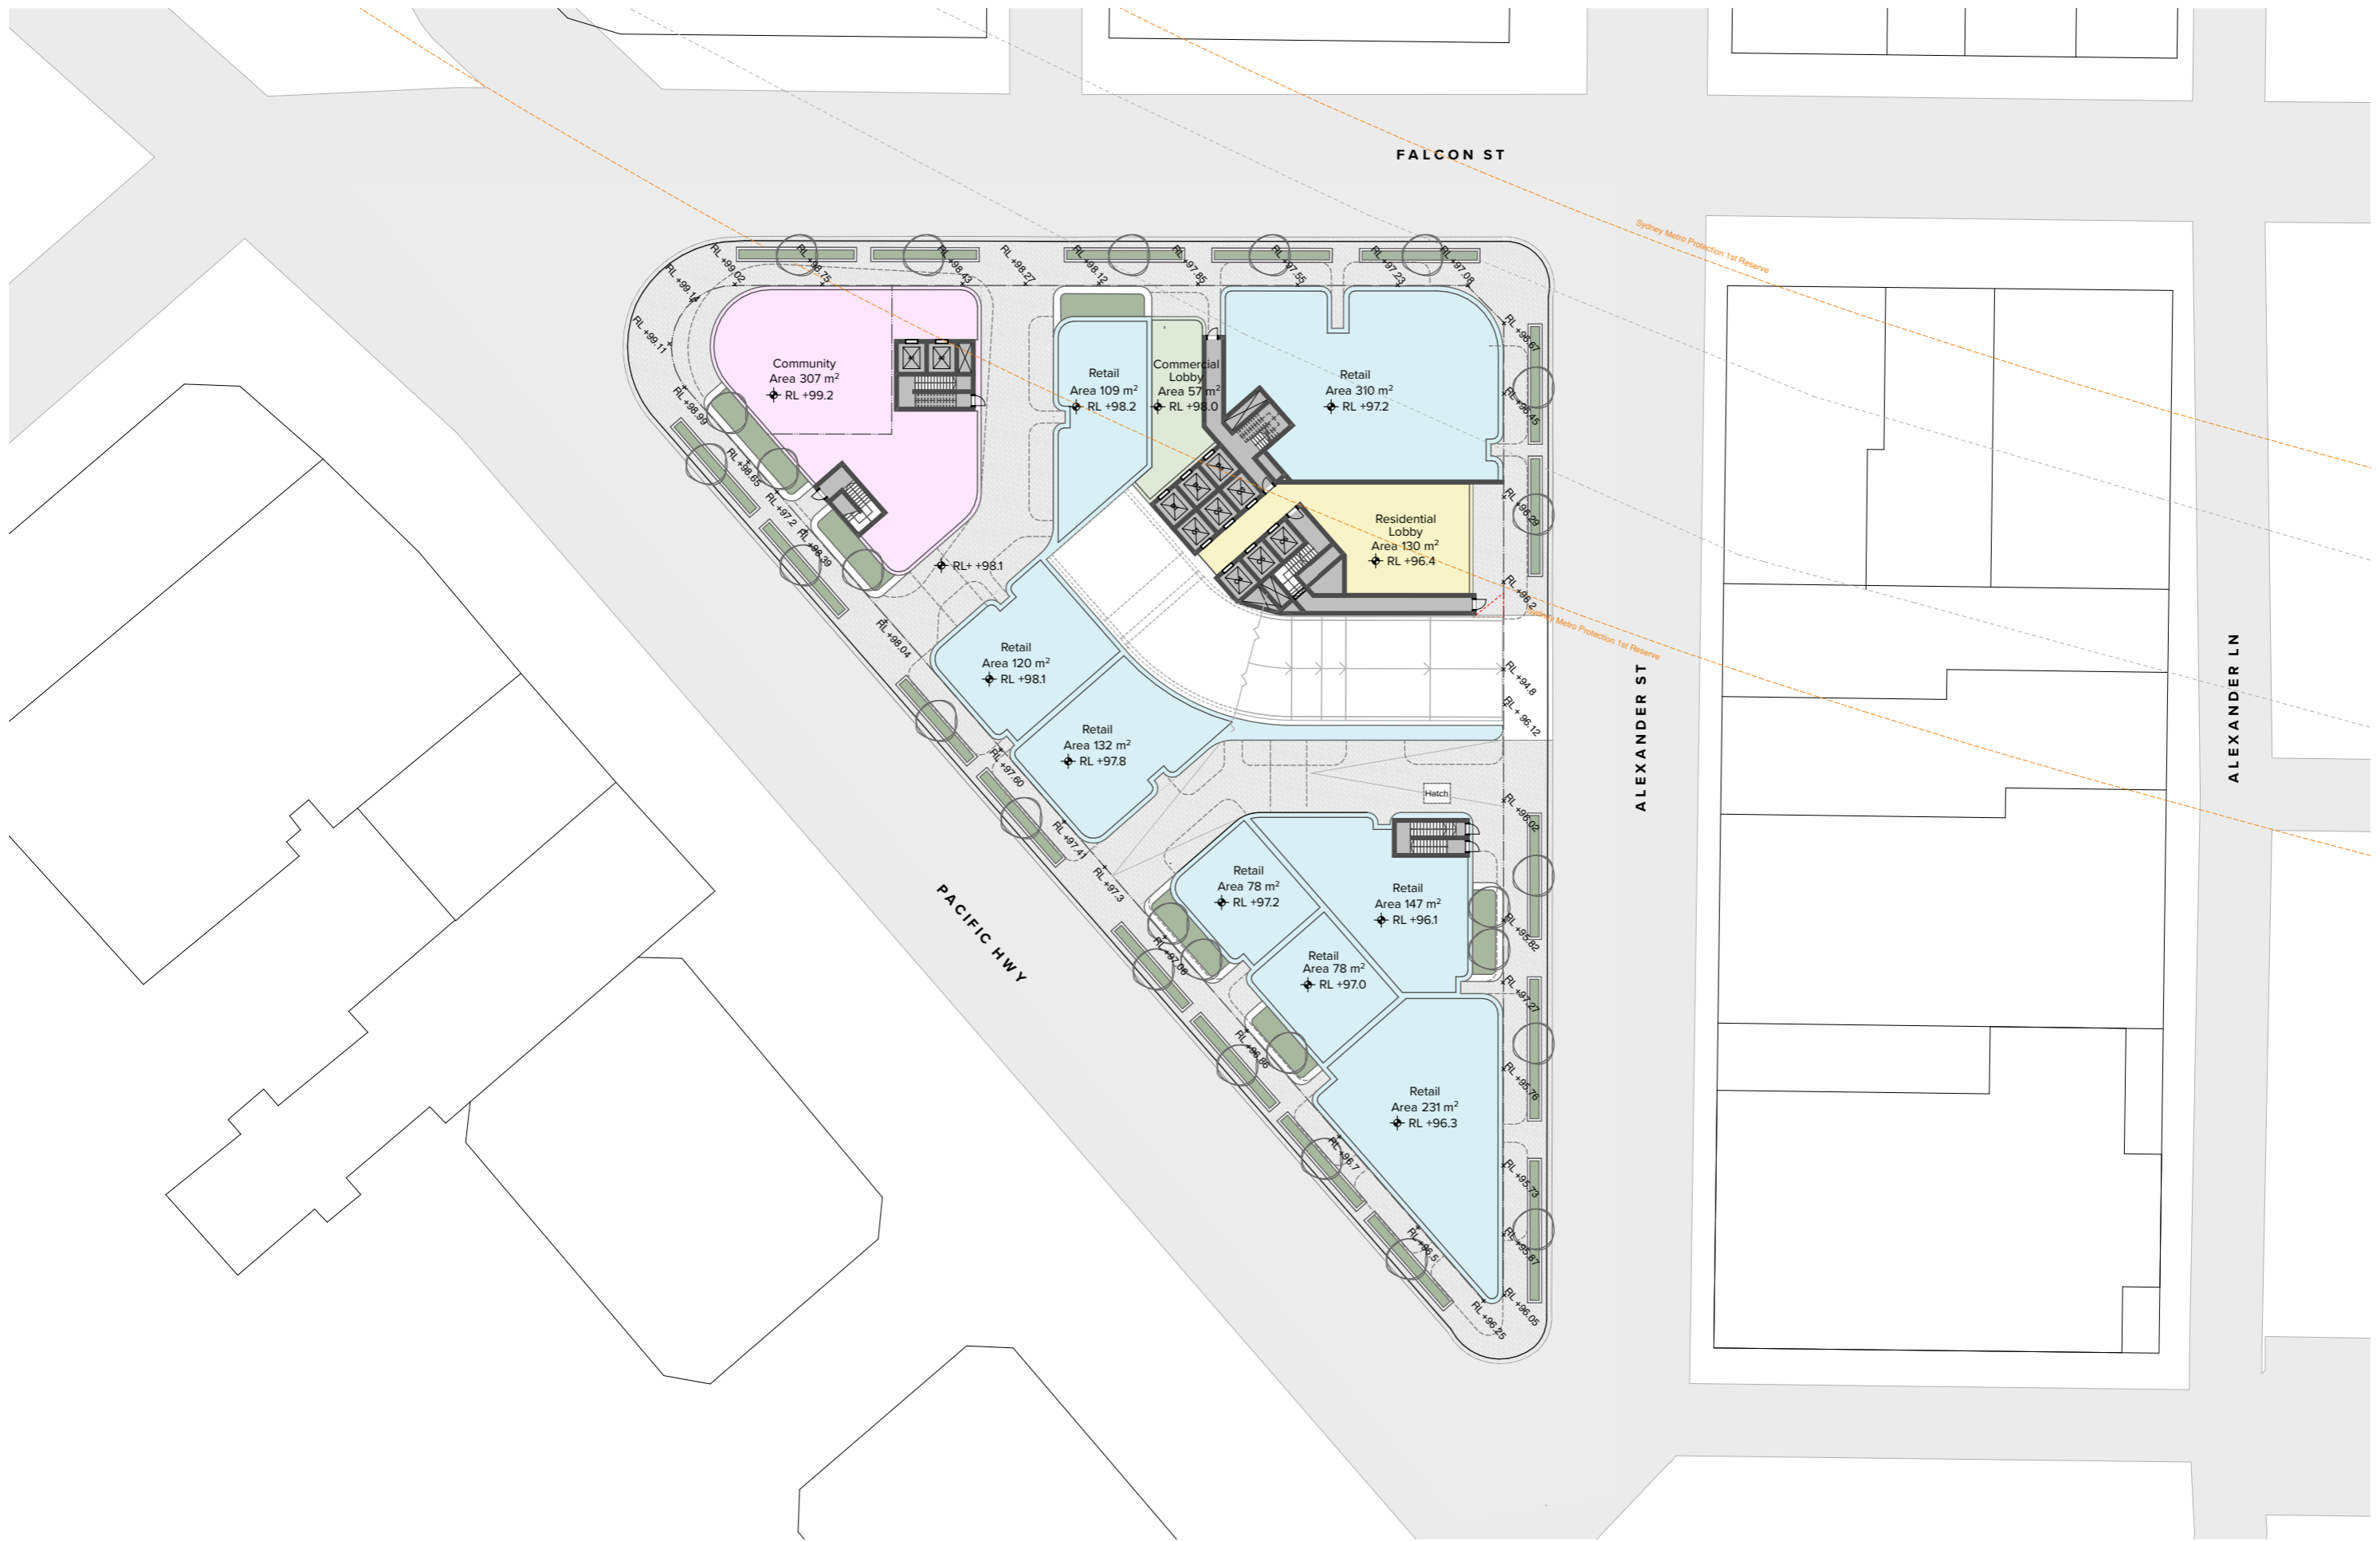 FALCON ST
Sydney Metro Protection 1st Reserve
RL +99.14
RL +99.02
RL +98.75
RL +98.43
RL +98.27
RL +98.12
RL +97.85
RL +97.55
RL +97.23
RL +97.08
RL +99.11
RL +98.99
RL +98.65
RL +97.2
RL +98.39
RL +98.04
RL +97.60
RL +97.41
RL +97.3
RL +97.06
RL +96.86
RL +96.7
RL +96.5
RL +96.25
RL +96.67
RL +96.45
RL +96.29
RL +96.2
RL +94.8
RL + 96.12
RL +96.02
RL +95.82
RL +97.27
RL +95.76
RL +95.73
RL +95.87
RL +96.05
Community
Area 307 m²
RL +99.2
Retail
Area 109 m²
RL +98.2
Commercial
Lobby
Area 57 m²
RL +98.0
Retail
Area 310 m²
RL +97.2
Residential
Lobby
Area 130 m²
RL +96.4
RL+ +98.1
Sydney Metro Protection 1st Reserve
Retail
Area 120 m²
RL +98.1
Retail
Area 132 m²
RL +97.8
Hatch
Retail
Area 78 m²
RL +97.2
Retail
Area 147 m²
RL +96.1
Retail
Area 78 m²
RL +97.0
Retail
Area 231 m²
RL +96.3
PACIFIC HWY
ALEXANDER ST
ALEXANDER LN